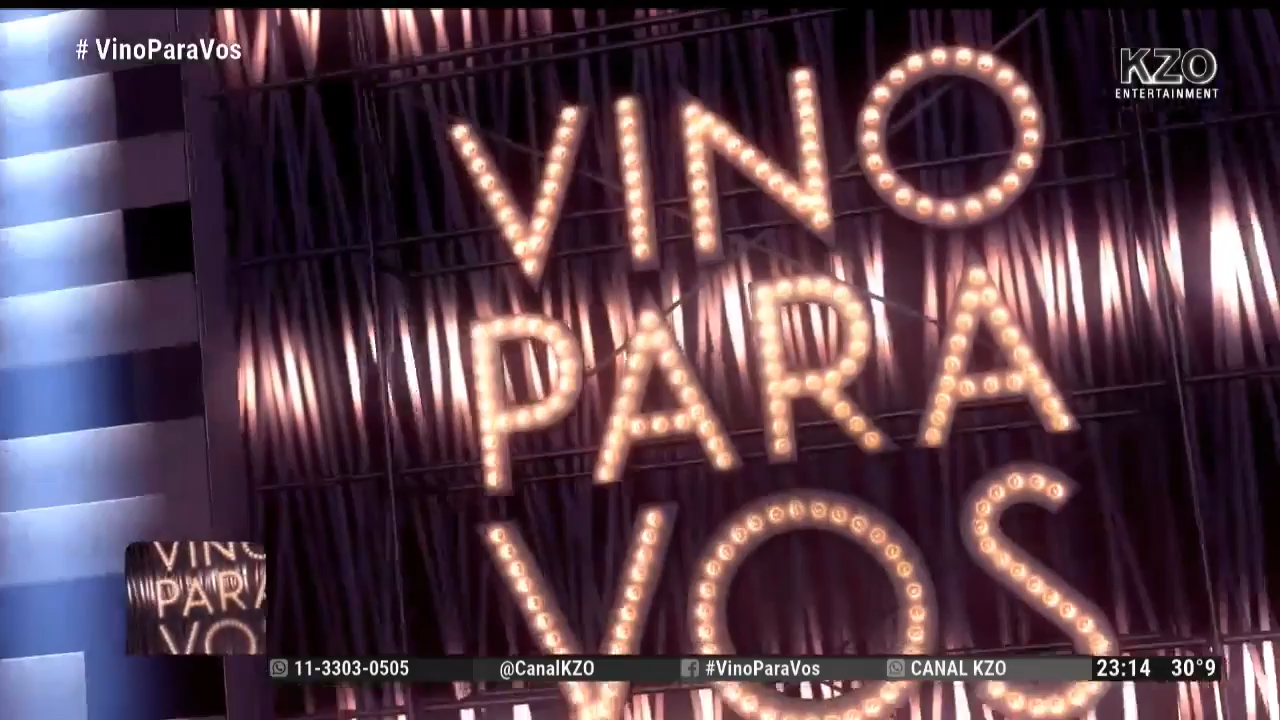 # VinoParaVos
KZO
ENTERTAINMENT
VINO
PARA
VOS
VINO
PARA
VO
11-3303-0505
@CanalKZO
#VinoParaVos
CANAL KZO
23:14
30°9